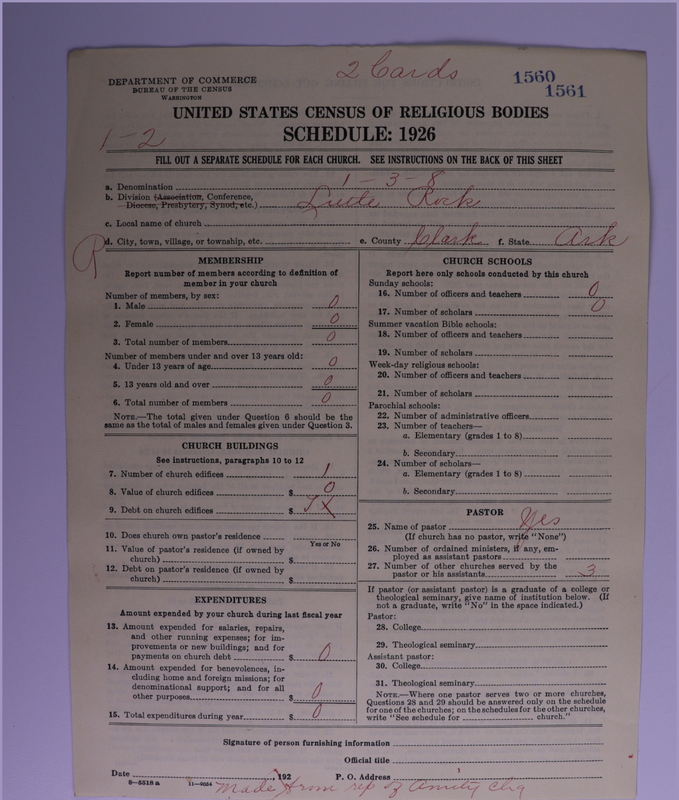 2 Cards
1560
1561
DEPARTMENT OF COMMERCE
BUREAU OF THE CENSUS
WASHINGTON
UNITED STATES CENSUS OF RELIGIOUS BODIES
SCHEDULE: 1926
1-2
FILL OUT A SEPARATE SCHEDULE FOR EACH CHURCH. SEE INSTRUCTIONS ON THE BACK OF THIS SHEET
a. Denomination 1-3-8
b. Division (Association, Conference, Diocese, Presbytery, Synod, etc.) Little Rock
c. Local name of church
R
d. City, town, village, or township, etc. e. County Clark f. State Ark
MEMBERSHIP
Report number of members according to definition of
member in your church
Number of members, by sex:
1. Male 0
2. Female 0
3. Total number of members 0
Number of members under and over 13 years old:
4. Under 13 years of age 0
5. 13 years old and over 0
6. Total number of members 0
NOTE.—The total given under Question 6 should be the
same as the total of males and females given under Question 3.
CHURCH BUILDINGS
See instructions, paragraphs 10 to 12
7. Number of church edifices 1
8. Value of church edifices $ 0
9. Debt on church edifices $
10. Does church own pastor's residence
Yes or No
11. Value of pastor's residence (if owned by
church) $
12. Debt on pastor's residence (if owned by
church) $
EXPENDITURES
Amount expended by your church during last fiscal year
13. Amount expended for salaries, repairs,
and other running expenses; for im-
provements or new buildings; and for
payments on church debt $ 0
14. Amount expended for benevolences, in-
cluding home and foreign missions; for
denominational support; and for all
other purposes $ 0
15. Total expenditures during year $ 0
CHURCH SCHOOLS
Report here only schools conducted by this church
Sunday schools:
16. Number of officers and teachers 0
17. Number of scholars 0
Summer vacation Bible schools:
18. Number of officers and teachers
19. Number of scholars
Week-day religious schools:
20. Number of officers and teachers
21. Number of scholars
Parochial schools:
22. Number of administrative officers
23. Number of teachers—
a. Elementary (grades 1 to 8)
b. Secondary
24. Number of scholars—
a. Elementary (grades 1 to 8)
b. Secondary
PASTOR
25. Name of pastor Yes
(If church has no pastor, write "None")
26. Number of ordained ministers, if any, em-
ployed as assistant pastors
27. Number of other churches served by the
pastor or his assistants 3
If pastor (or assistant pastor) is a graduate of a college or
theological seminary, give name of institution below. (If
not a graduate, write "No" in the space indicated.)
Pastor:
28. College
29. Theological seminary
Assistant pastor:
30. College
31. Theological seminary
NOTE.—Where one pastor serves two or more churches,
Questions 28 and 29 should be answered only on the schedule
for one of the churches; on the schedules for the other churches,
write "See schedule for church."
Signature of person furnishing information
Official title
Date , 192 P. O. Address
8-5518 a 11-9054 Made from rep of Amity chg